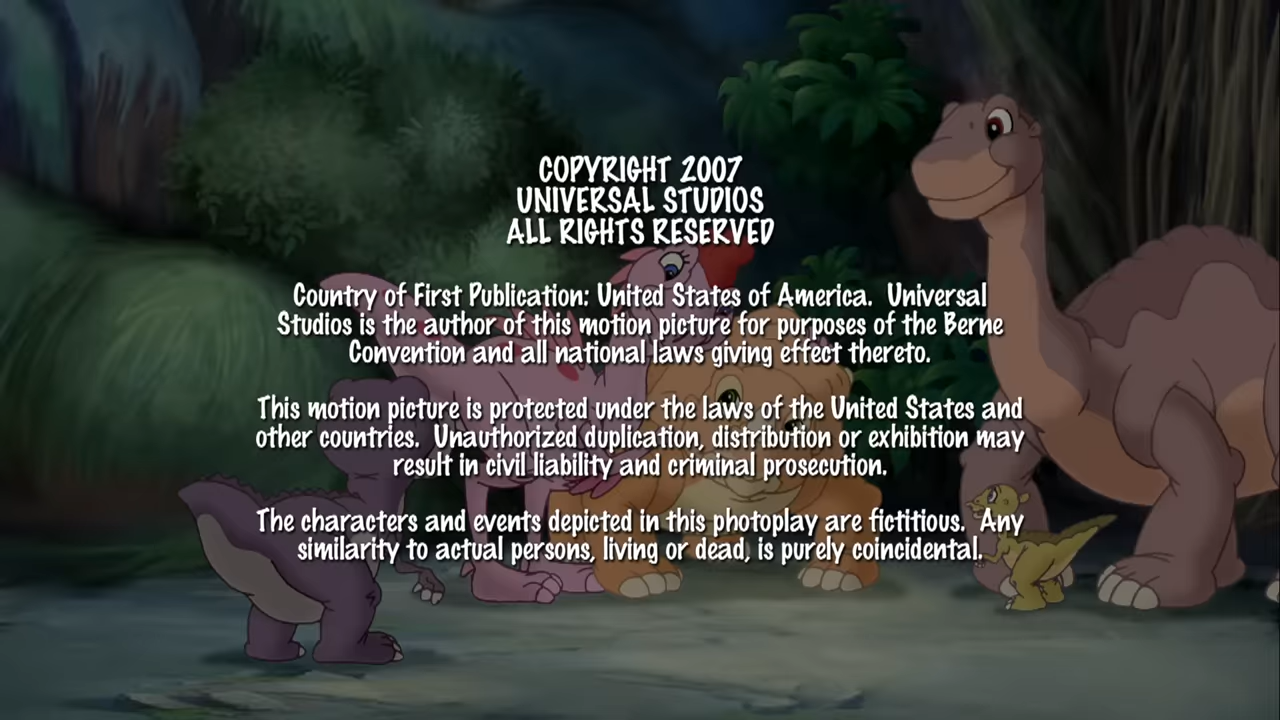 COPYRIGHT 2007
UNIVERSAL STUDIOS
ALL RIGHTS RESERVED
Country of First Publication: United States of America. Universal
Studios is the author of this motion picture for purposes of the Berne
Convention and all national laws giving effect thereto.
This motion picture is protected under the laws of the United States and
other countries. Unauthorized duplication, distribution or exhibition may
result in civil liability and criminal prosecution.
The characters and events depicted in this photoplay are fictitious. Any
similarity to actual persons, living or dead, is purely coincidental.